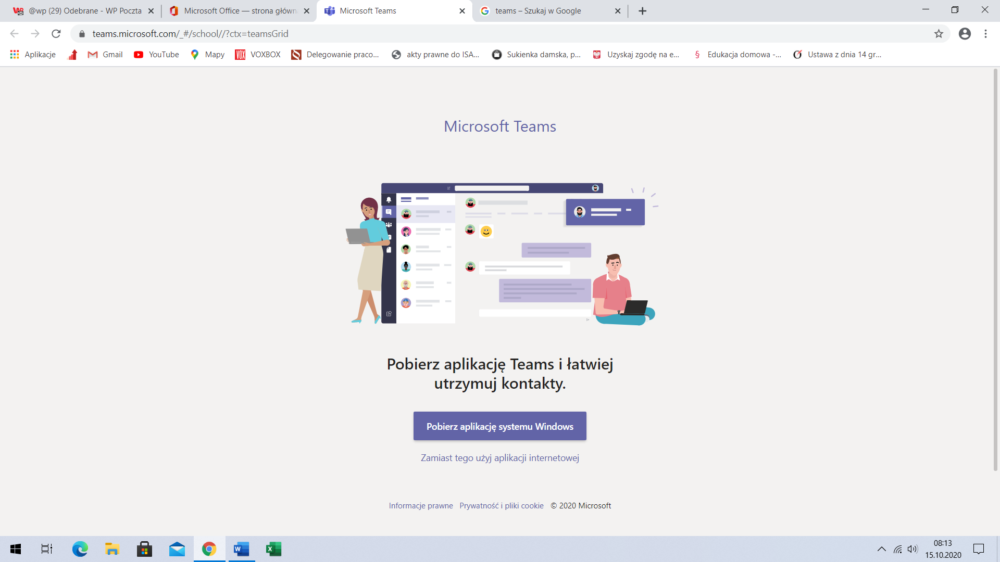 @wp (29) Odebrane - WP Poczta
Microsoft Office — strona główn
Microsoft Teams
teams – Szukaj w Google
teams.microsoft.com/_#/school//?ctx=teamsGrid
Aplikacje
Gmail
YouTube
Mapy
VOX VOXBOX
Delegowanie praco...
akty prawne do ISA...
Sukienka damska, p...
Uzyskaj zgodę na e...
§ Edukacja domowa -...
Ustawa z dnia 14 gr...
Microsoft Teams
Pobierz aplikację Teams i łatwiej
utrzymuj kontakty.
Pobierz aplikację systemu Windows
Zamiast tego użyj aplikacji internetowej
Informacje prawne Prywatność i pliki cookie © 2020 Microsoft
08:13
15.10.2020